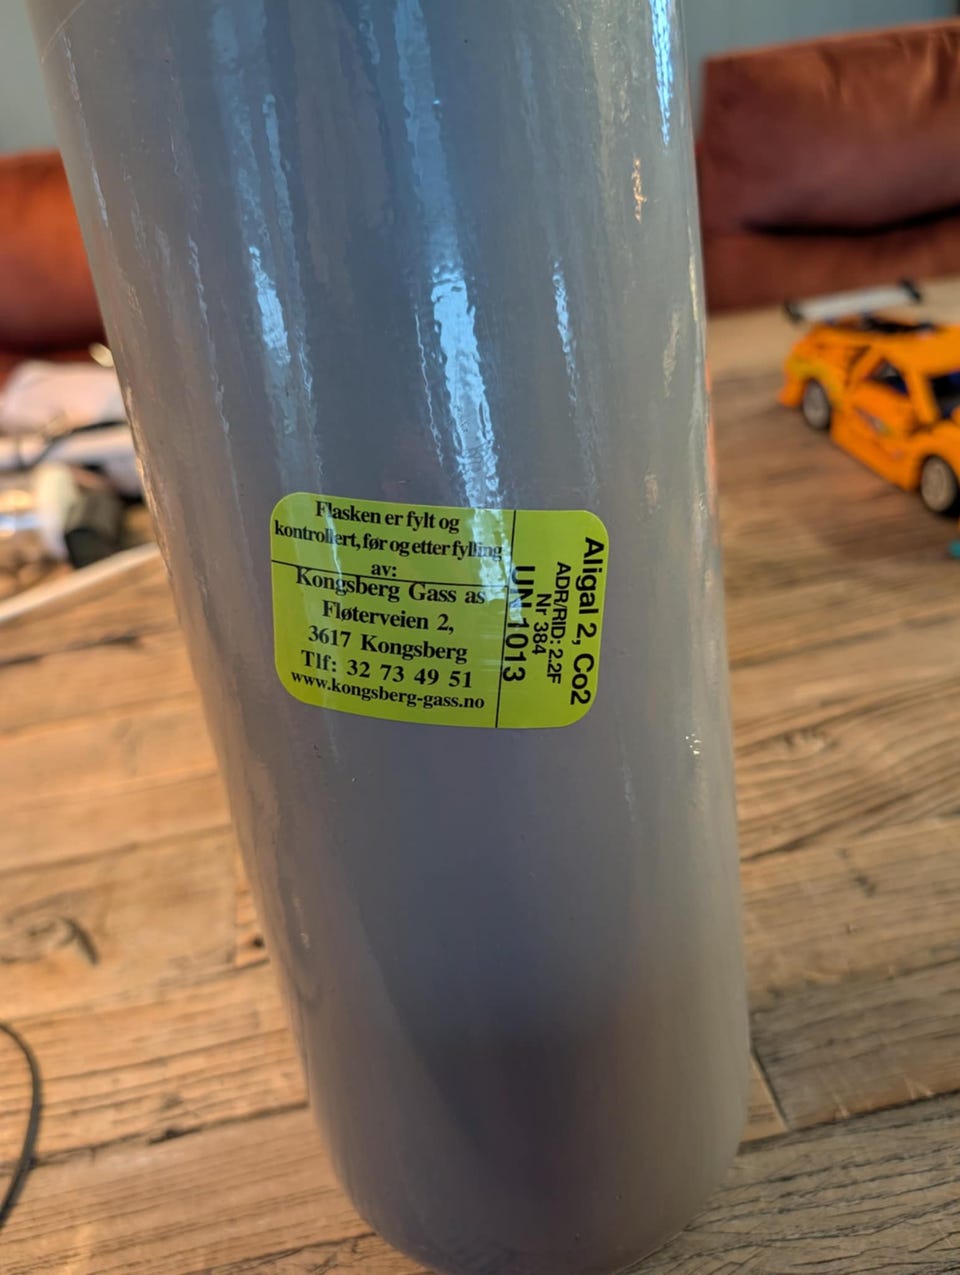 Flasken er fylt og
kontrollert, før og etter fylling
av:
Kongsberg Gass as
Fløterveien 2,
3617 Kongsberg
Tlf: 32 73 49 51
www.kongsberg-gass.no
Aligal 2, Co2
ADR/RID: 2.2F
Nr 384
UN 1013